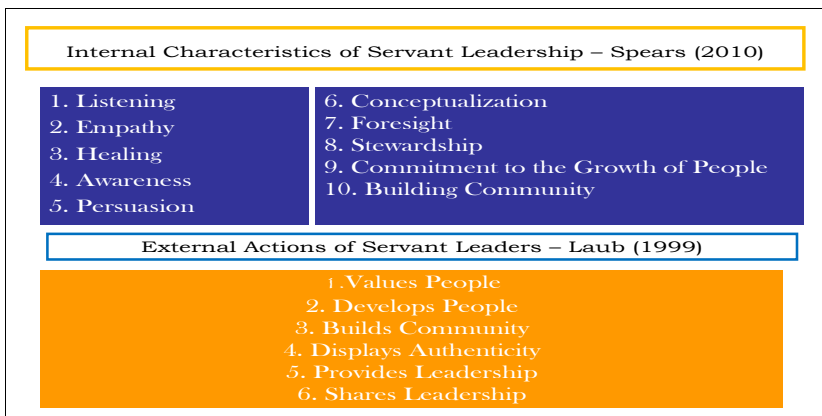 Internal Characteristics of Servant Leadership – Spears (2010)
1. Listening
2. Empathy
3. Healing
4. Awareness
5. Persuasion
6. Conceptualization
7. Foresight
8. Stewardship
9. Commitment to the Growth of People
10. Building Community
External Actions of Servant Leaders – Laub (1999)
1.Values People
2. Develops People
3. Builds Community
4. Displays Authenticity
5. Provides Leadership
6. Shares Leadership